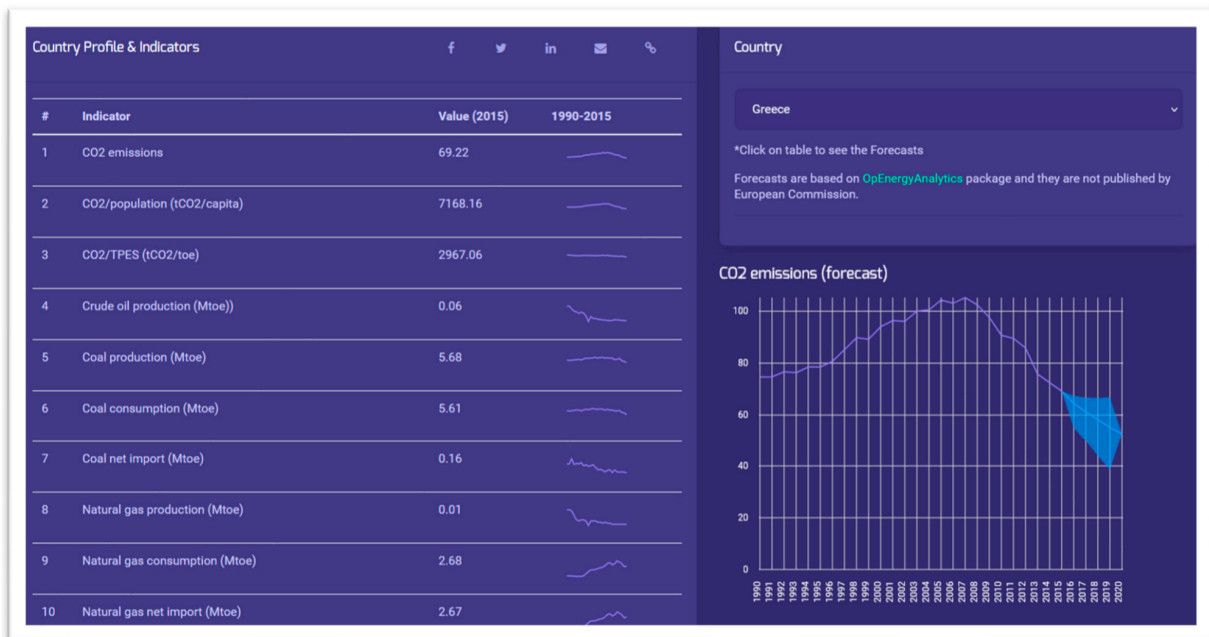 Country Profile & Indicators
# Indicator Value (2015) 1990-2015
1 CO2 emissions 69.22
2 CO2/population (tCO2/capita) 7168.16
3 CO2/TPES (tCO2/toe) 2967.06
4 Crude oil production (Mtoe)) 0.06
5 Coal production (Mtoe) 5.68
6 Coal consumption (Mtoe) 5.61
7 Coal net import (Mtoe) 0.16
8 Natural gas production (Mtoe) 0.01
9 Natural gas consumption (Mtoe) 2.68
10 Natural gas net import (Mtoe) 2.67
Country
Greece
*Click on table to see the Forecasts
Forecasts are based on OpEnergyAnalytics package and they are not published by
European Commission.
CO2 emissions (forecast)
100
80
60
40
20
0
1990 1991 1992 1993 1994 1995 1996 1997 1998 1999 2000 2001 2002 2003 2004 2005 2006 2007 2008 2009 2010 2011 2012 2013 2014 2015 2016 2017 2018 2019 2020